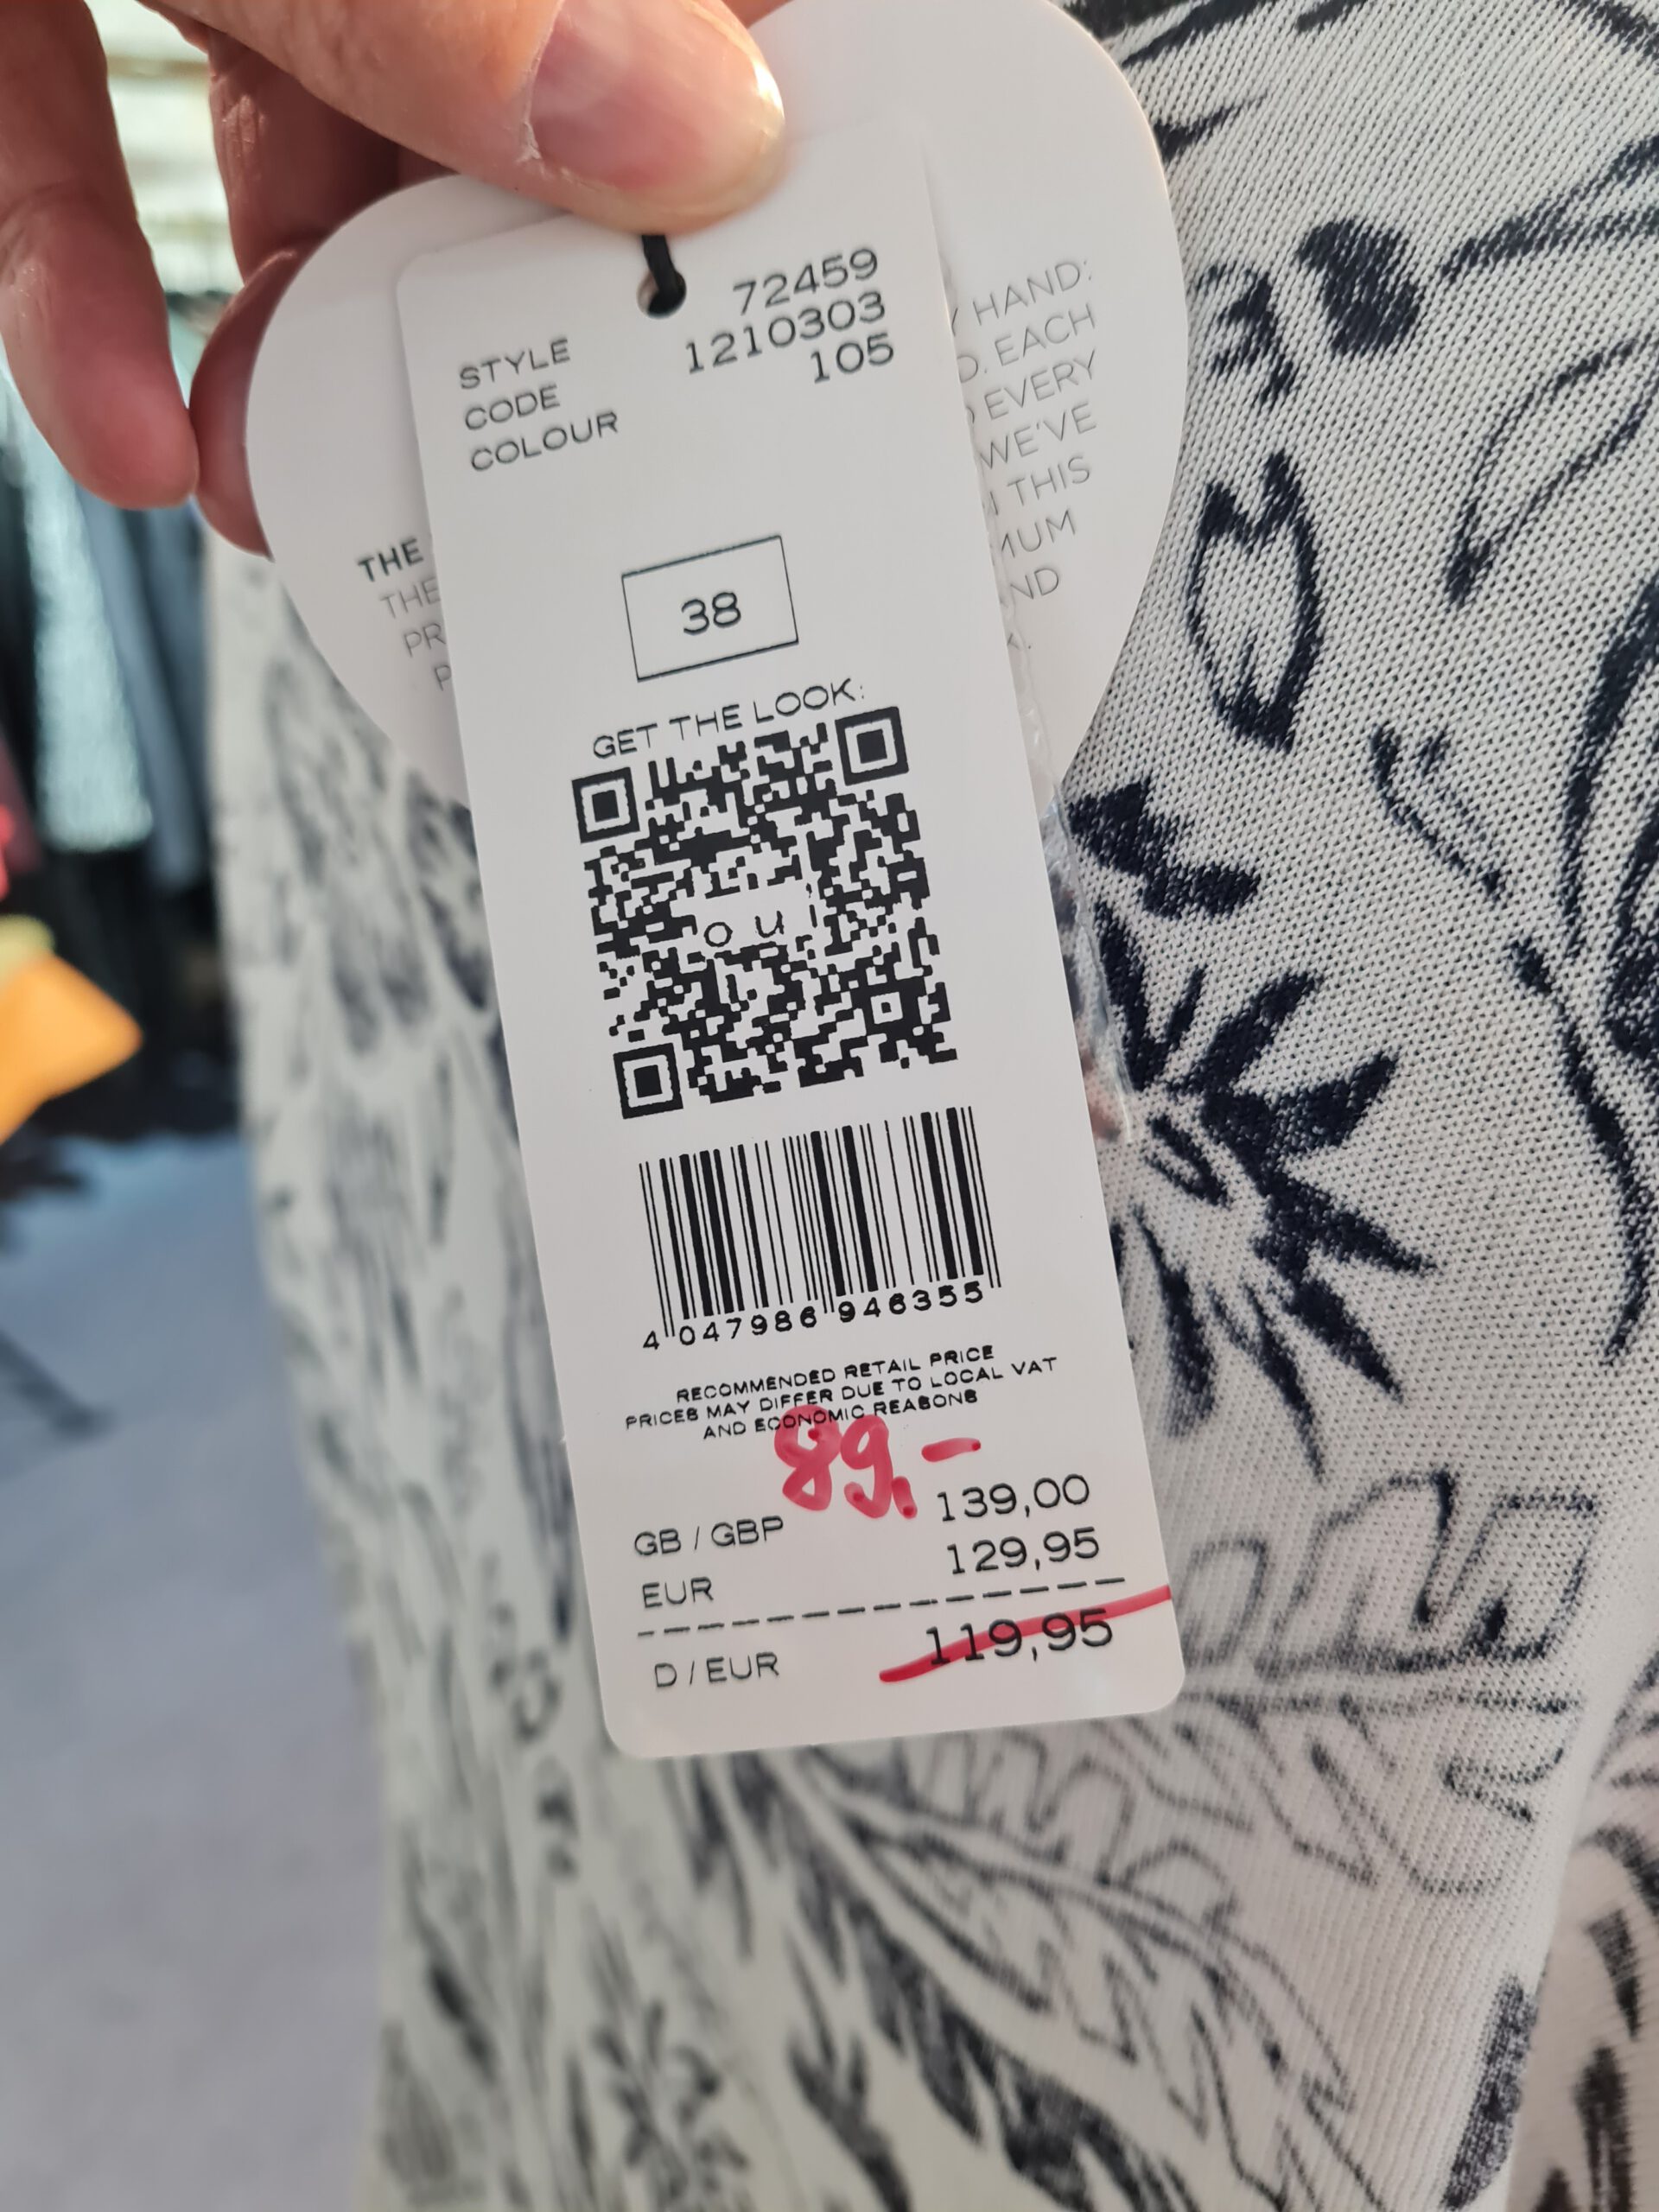 STYLE 72459
CODE 1210303
COLOUR 105
38
GET THE LOOK:
oui
4 047986 946355
RECOMMENDED RETAIL PRICE
PRICES MAY DIFFER DUE TO LOCAL VAT
AND ECONOMIC REASONS
89,-
GB / GBP 139,00
EUR 129,95
D / EUR 119,95
THE
THE
HAND:
EACH
EVERY
WE'VE
THIS